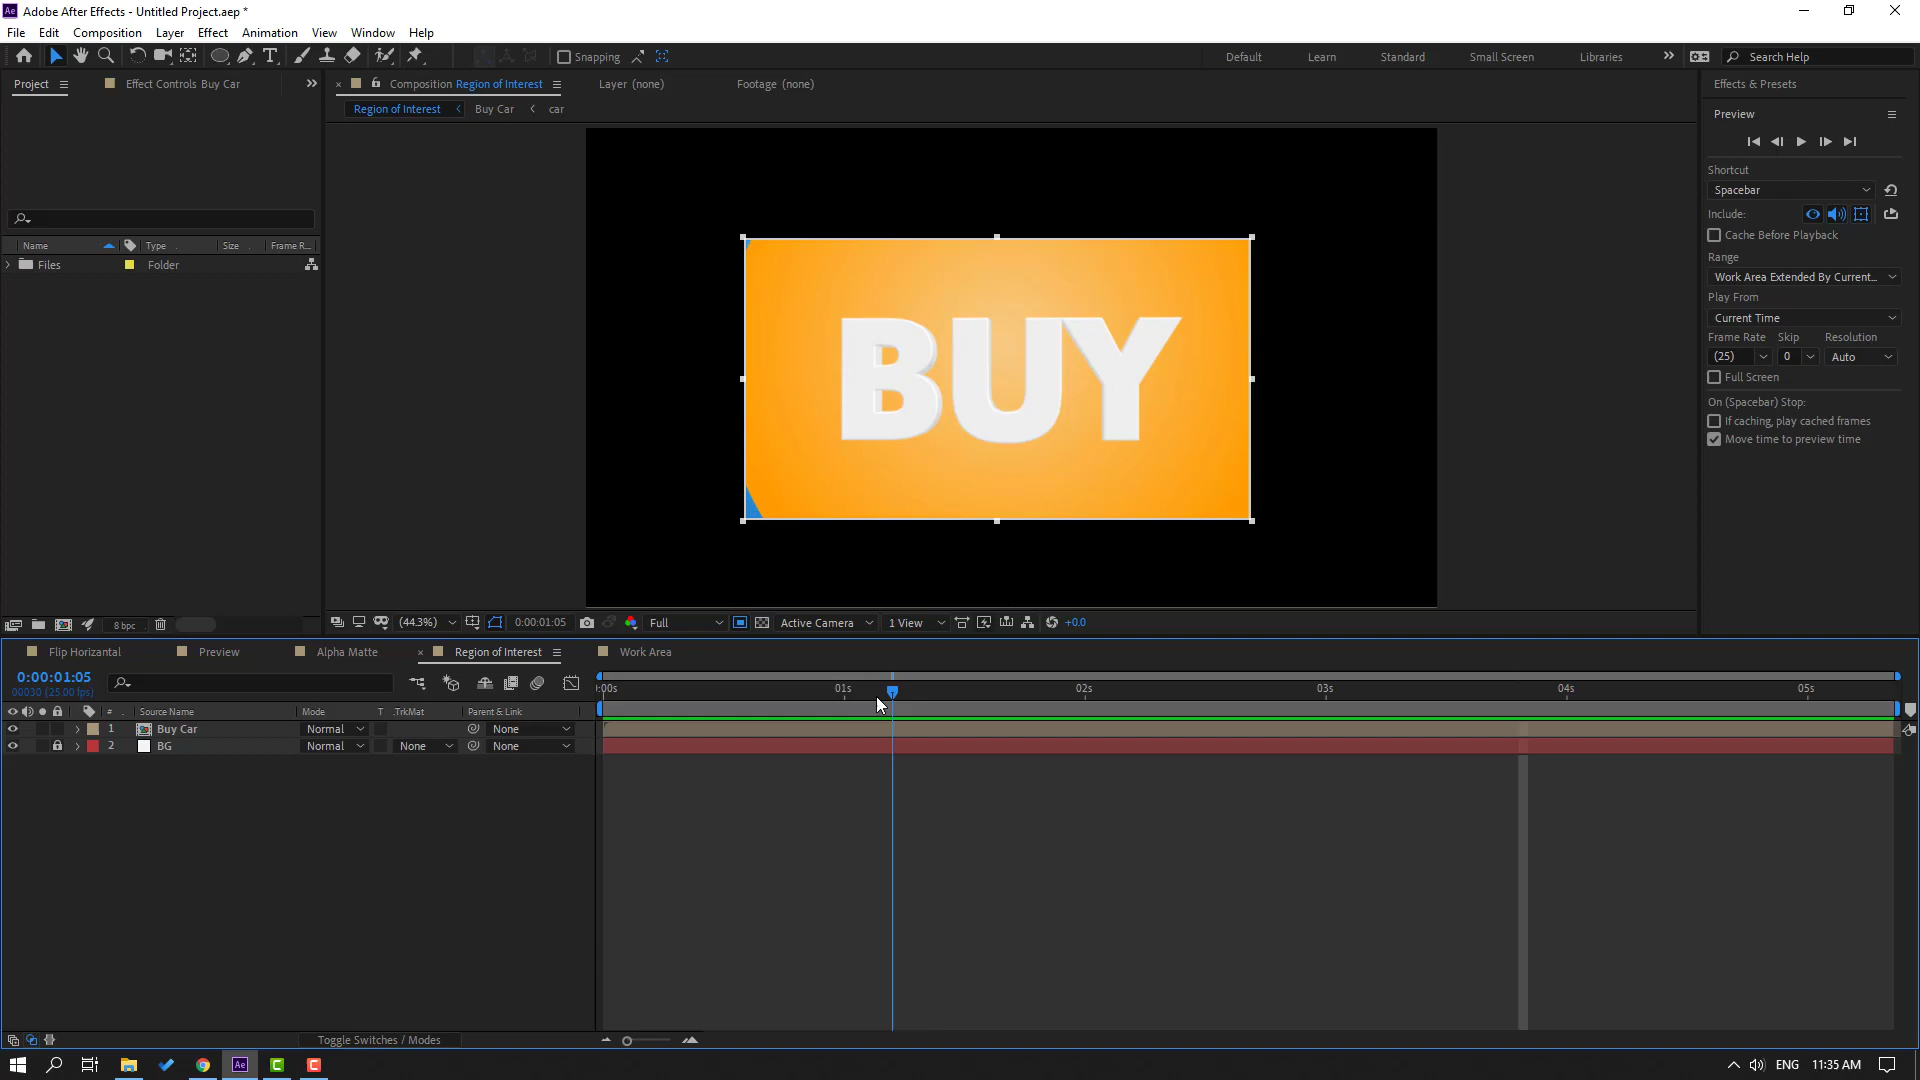 Adobe After Effects - Untitled Project.aep *
File Edit Composition Layer Effect Animation View Window Help
Snapping Default Learn Standard Small Screen Libraries Search Help
Project Effect Controls Buy Car
Composition Region of Interest Layer (none) Footage (none)
Region of Interest Buy Car car
Name Type Size Frame R...
Files Folder
BUY
8 bpc
(44.3%) 0:00:01:05 Full Active Camera 1 View +0.0
Effects & Presets
Preview
Shortcut
Spacebar
Include:
Cache Before Playback
Range
Work Area Extended By Current...
Play From
Current Time
Frame Rate Skip Resolution
(25) 0 Auto
Full Screen
On (Spacebar) Stop:
If caching, play cached frames
Move time to preview time
Flip Horizantal Preview Alpha Matte Region of Interest Work Area
0:00:01:05
00030 (25.00 fps)
:00s 01s 02s 03s 04s 05s
# Source Name Mode T .TrkMat Parent & Link
1 Buy Car Normal None
2 BG Normal None None
Toggle Switches / Modes
Ae ENG 11:35 AM